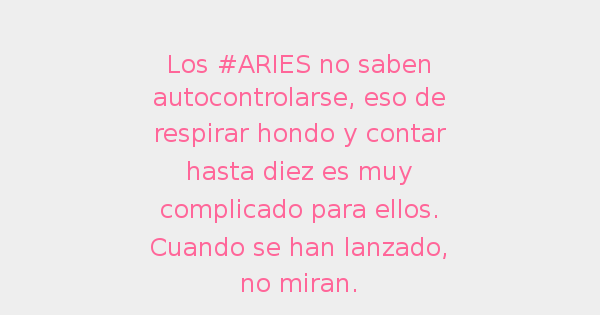 Los #ARIES no saben
autocontrolarse, eso de
respirar hondo y contar
hasta diez es muy
complicado para ellos.
Cuando se han lanzado,
no miran.